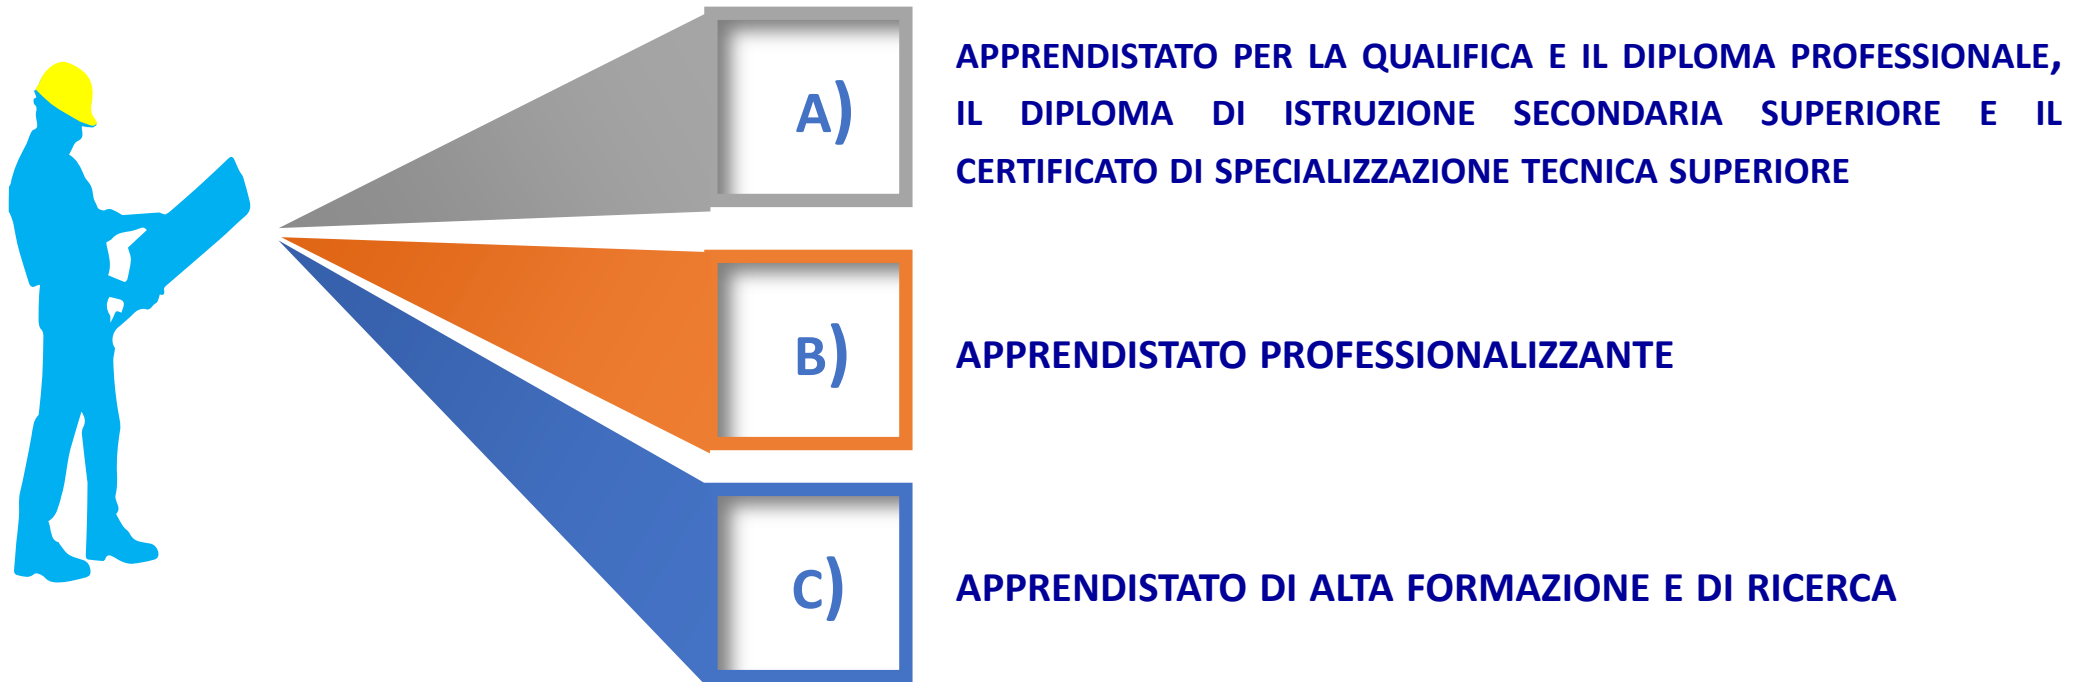 A)
APPRENDISTATO PER LA QUALIFICA E IL DIPLOMA PROFESSIONALE,
IL DIPLOMA DI ISTRUZIONE SECONDARIA SUPERIORE E IL
CERTIFICATO DI SPECIALIZZAZIONE TECNICA SUPERIORE
B)
APPRENDISTATO PROFESSIONALIZZANTE
C)
APPRENDISTATO DI ALTA FORMAZIONE E DI RICERCA